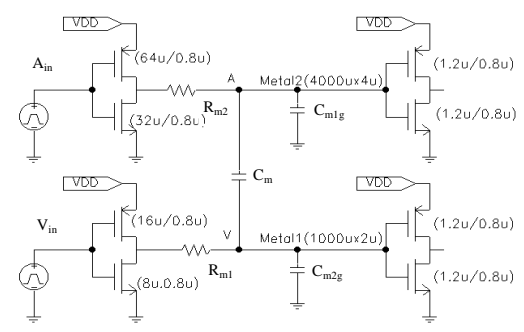 VDD
VDD
A_in
(64u/0.8u)
(1.2u/0.8u)
A
Metal2(4000ux4u)
R_m2
C_m1g
(32u/0.8u)
(1.2u/0.8u)
C_m
VDD
VDD
V_in
(16u/0.8u)
(1.2u/0.8u)
V
Metal1(1000ux2u)
R_m1
C_m2g
(8u.0.8u)
(1.2u/0.8u)